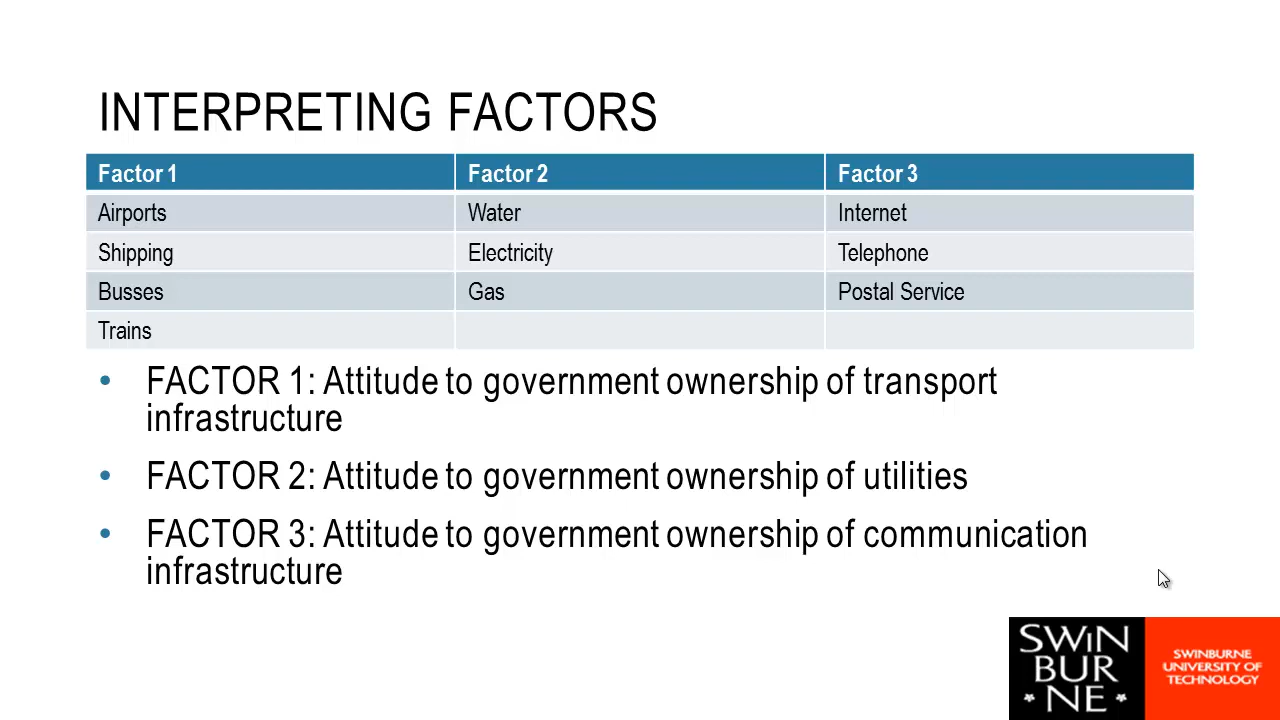 INTERPRETING FACTORS
Factor 1 Factor 2 Factor 3
Airports Water Internet
Shipping Electricity Telephone
Busses Gas Postal Service
Trains
• FACTOR 1: Attitude to government ownership of transport
infrastructure
• FACTOR 2: Attitude to government ownership of utilities
• FACTOR 3: Attitude to government ownership of communication
infrastructure
SWIN
BUR
NE
SWINBURNE
UNIVERSITY OF
TECHNOLOGY